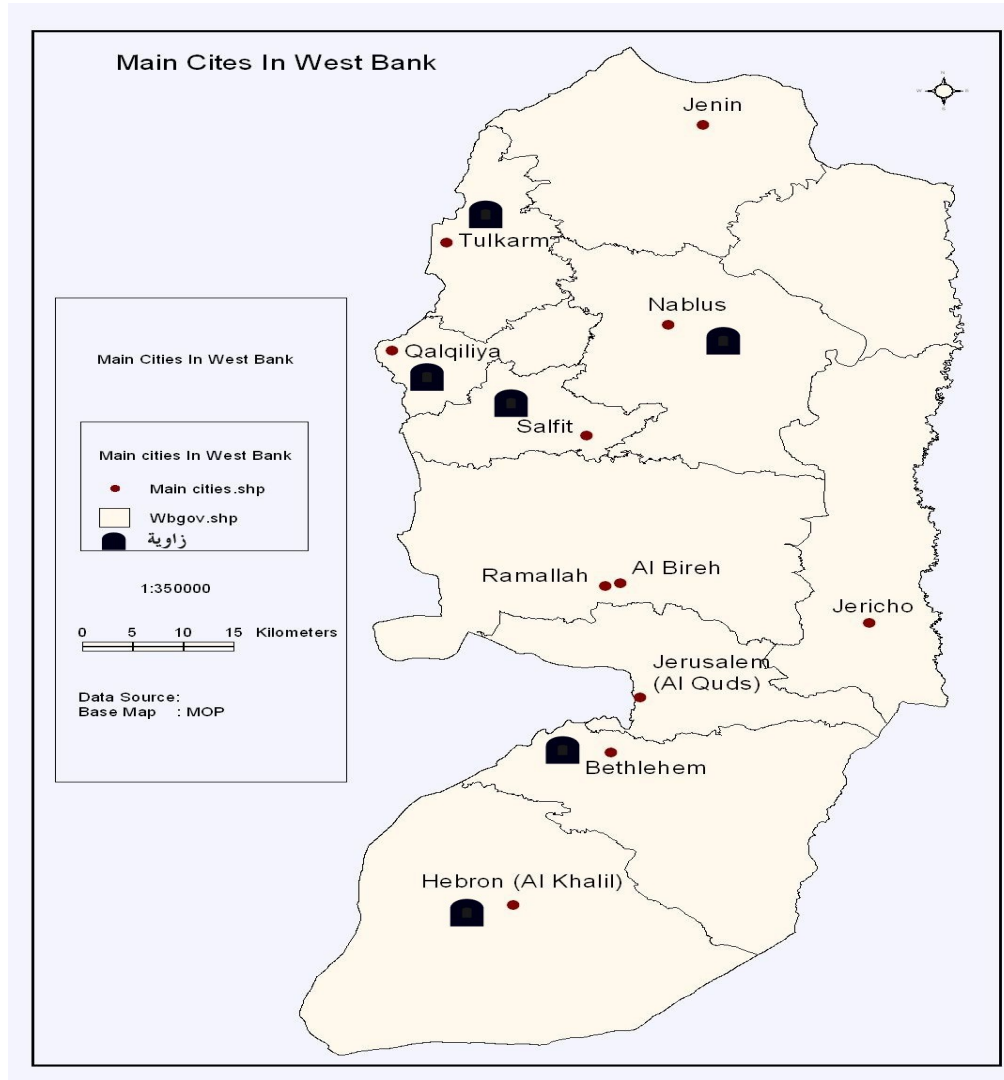 Main Cites In West Bank
Jenin
Tulkarm
Nablus
Qalqiliya
Salfit
Ramallah
Al Bireh
Jericho
Jerusalem
(Al Quds)
Bethlehem
Hebron (Al Khalil)
Main Cities In West Bank
Main cities In West Bank
Main cities.shp
Wbgov.shp
زاوية
1:350000
0 5 10 15 Kilometers
Data Source:
Base Map : MOP